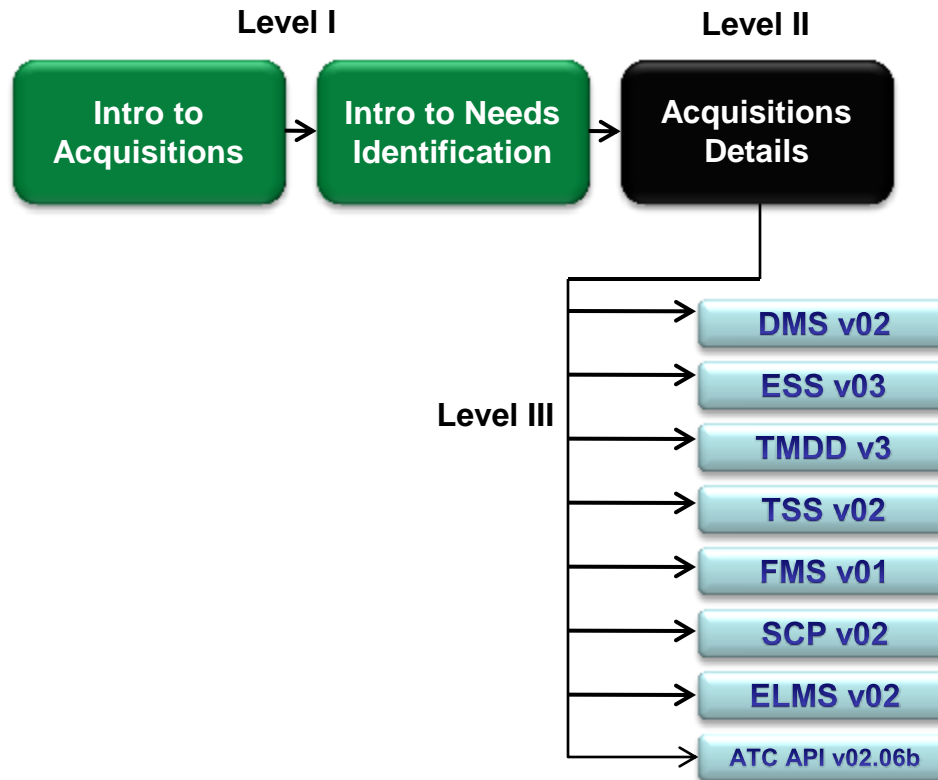 Level I
Level II
Intro to
Acquisitions
Intro to Needs
Identification
Acquisitions
Details
Level III
DMS v02
ESS v03
TMDD v3
TSS v02
FMS v01
SCP v02
ELMS v02
ATC API v02.06b